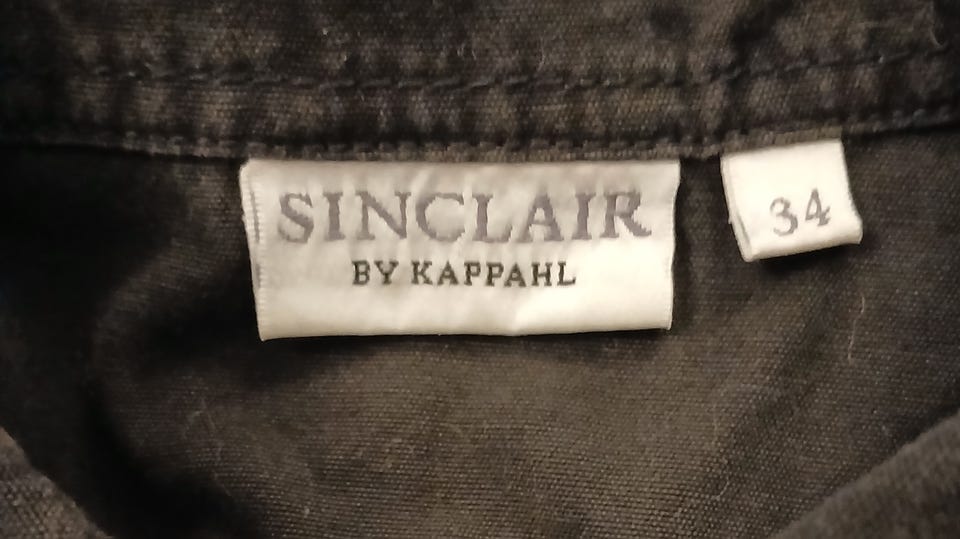 SINCLAIR
BY KAPPAHL
34